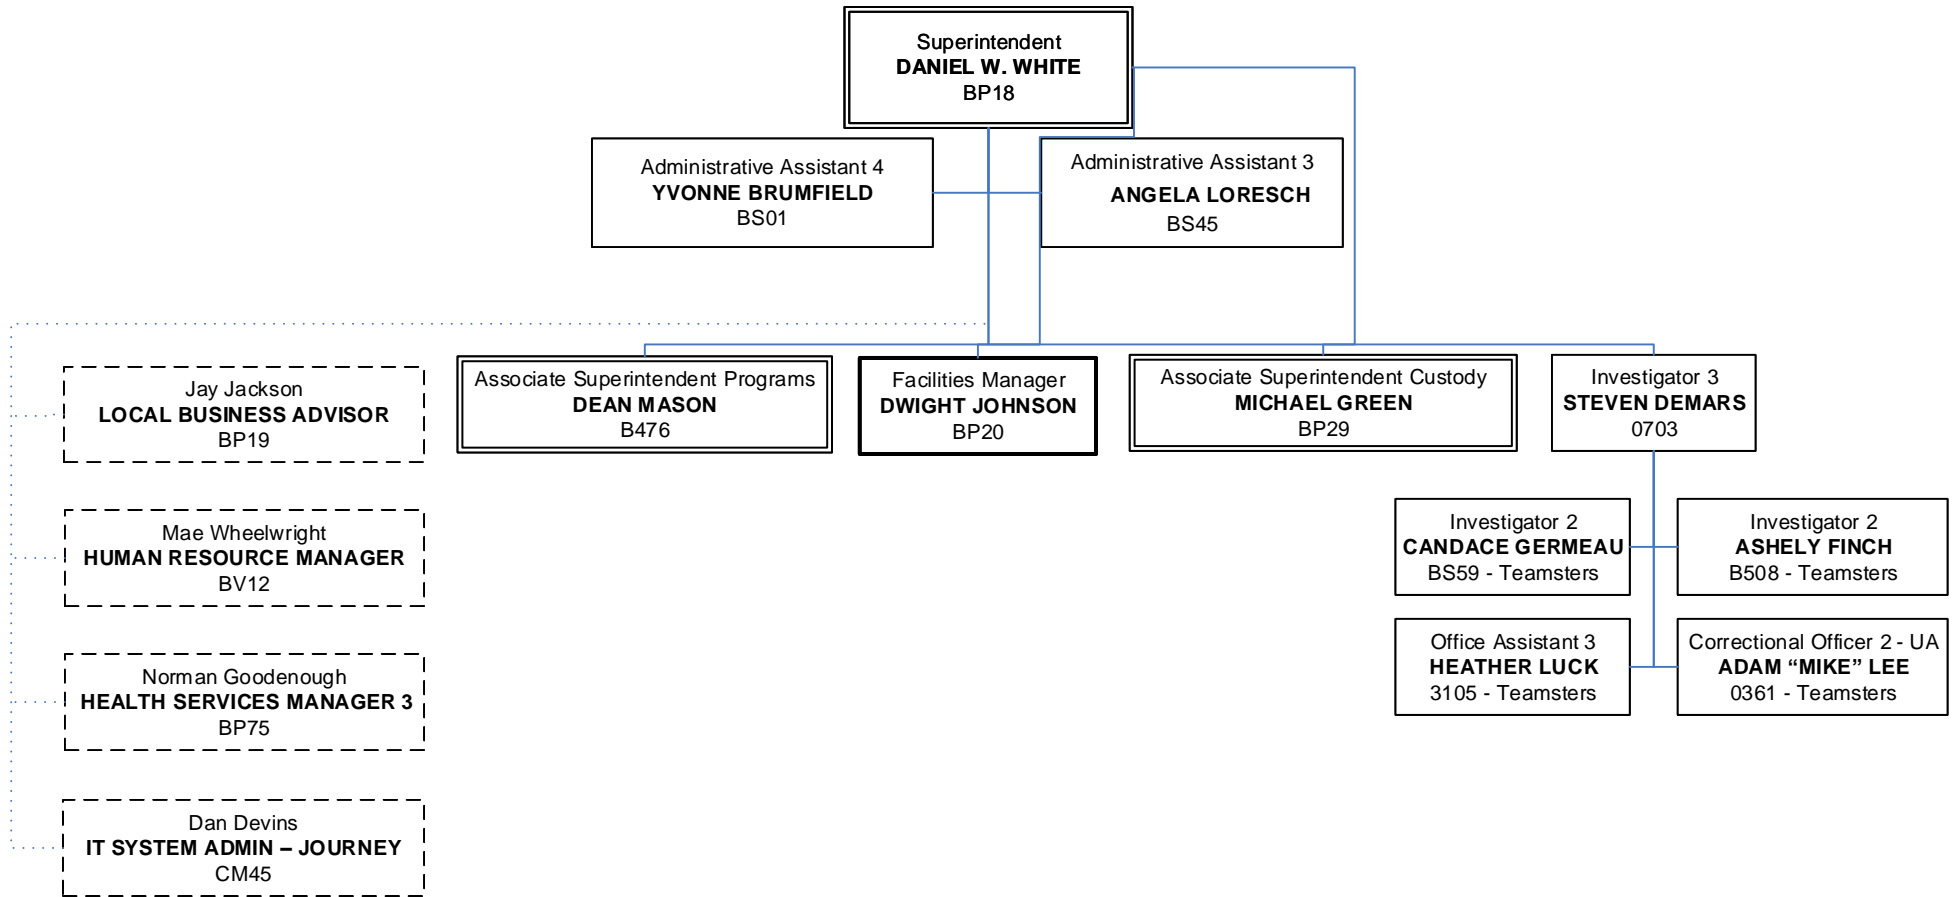 Superintendent
DANIEL W. WHITE
BP18
Administrative Assistant 4
YVONNE BRUMFIELD
BS01
Administrative Assistant 3
ANGELA LORESCH
BS45
Jay Jackson
LOCAL BUSINESS ADVISOR
BP19
Associate Superintendent Programs
DEAN MASON
B476
Facilities Manager
DWIGHT JOHNSON
BP20
Associate Superintendent Custody
MICHAEL GREEN
BP29
Investigator 3
STEVEN DEMARS
0703
Mae Wheelwright
HUMAN RESOURCE MANAGER
BV12
Investigator 2
CANDACE GERMEAU
BS59 - Teamsters
Investigator 2
ASHELY FINCH
B508 - Teamsters
Norman Goodenough
HEALTH SERVICES MANAGER 3
BP75
Office Assistant 3
HEATHER LUCK
3105 - Teamsters
Correctional Officer 2 - UA
ADAM “MIKE” LEE
0361 - Teamsters
Dan Devins
IT SYSTEM ADMIN – JOURNEY
CM45